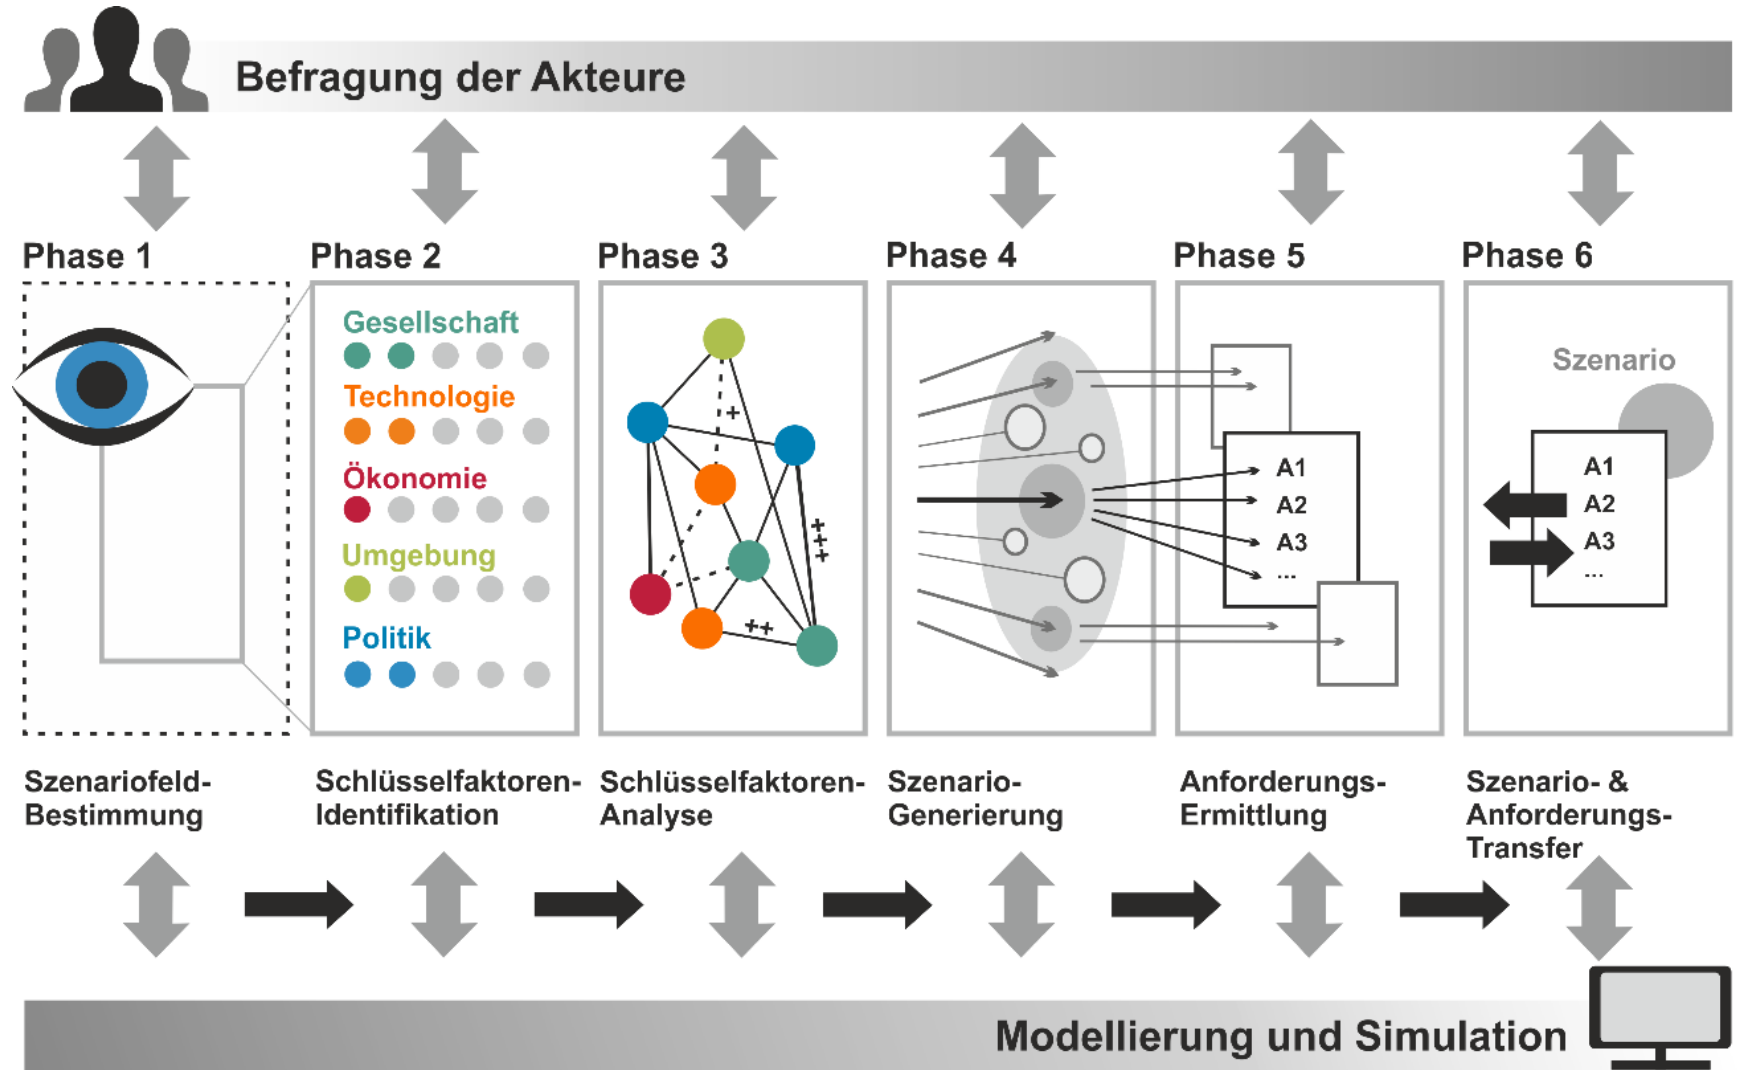 Befragung der Akteure
Phase 1
Phase 2
Phase 3
Phase 4
Phase 5
Phase 6
Gesellschaft
Technologie
Ökonomie
Umgebung
Politik
+
+++
++
A1
A2
A3
...
Szenario
A1
A2
A3
...
Szenariofeld-
Bestimmung
Schlüsselfaktoren-
Identifikation
Schlüsselfaktoren-
Analyse
Szenario-
Generierung
Anforderungs-
Ermittlung
Szenario- &
Anforderungs-
Transfer
Modellierung und Simulation